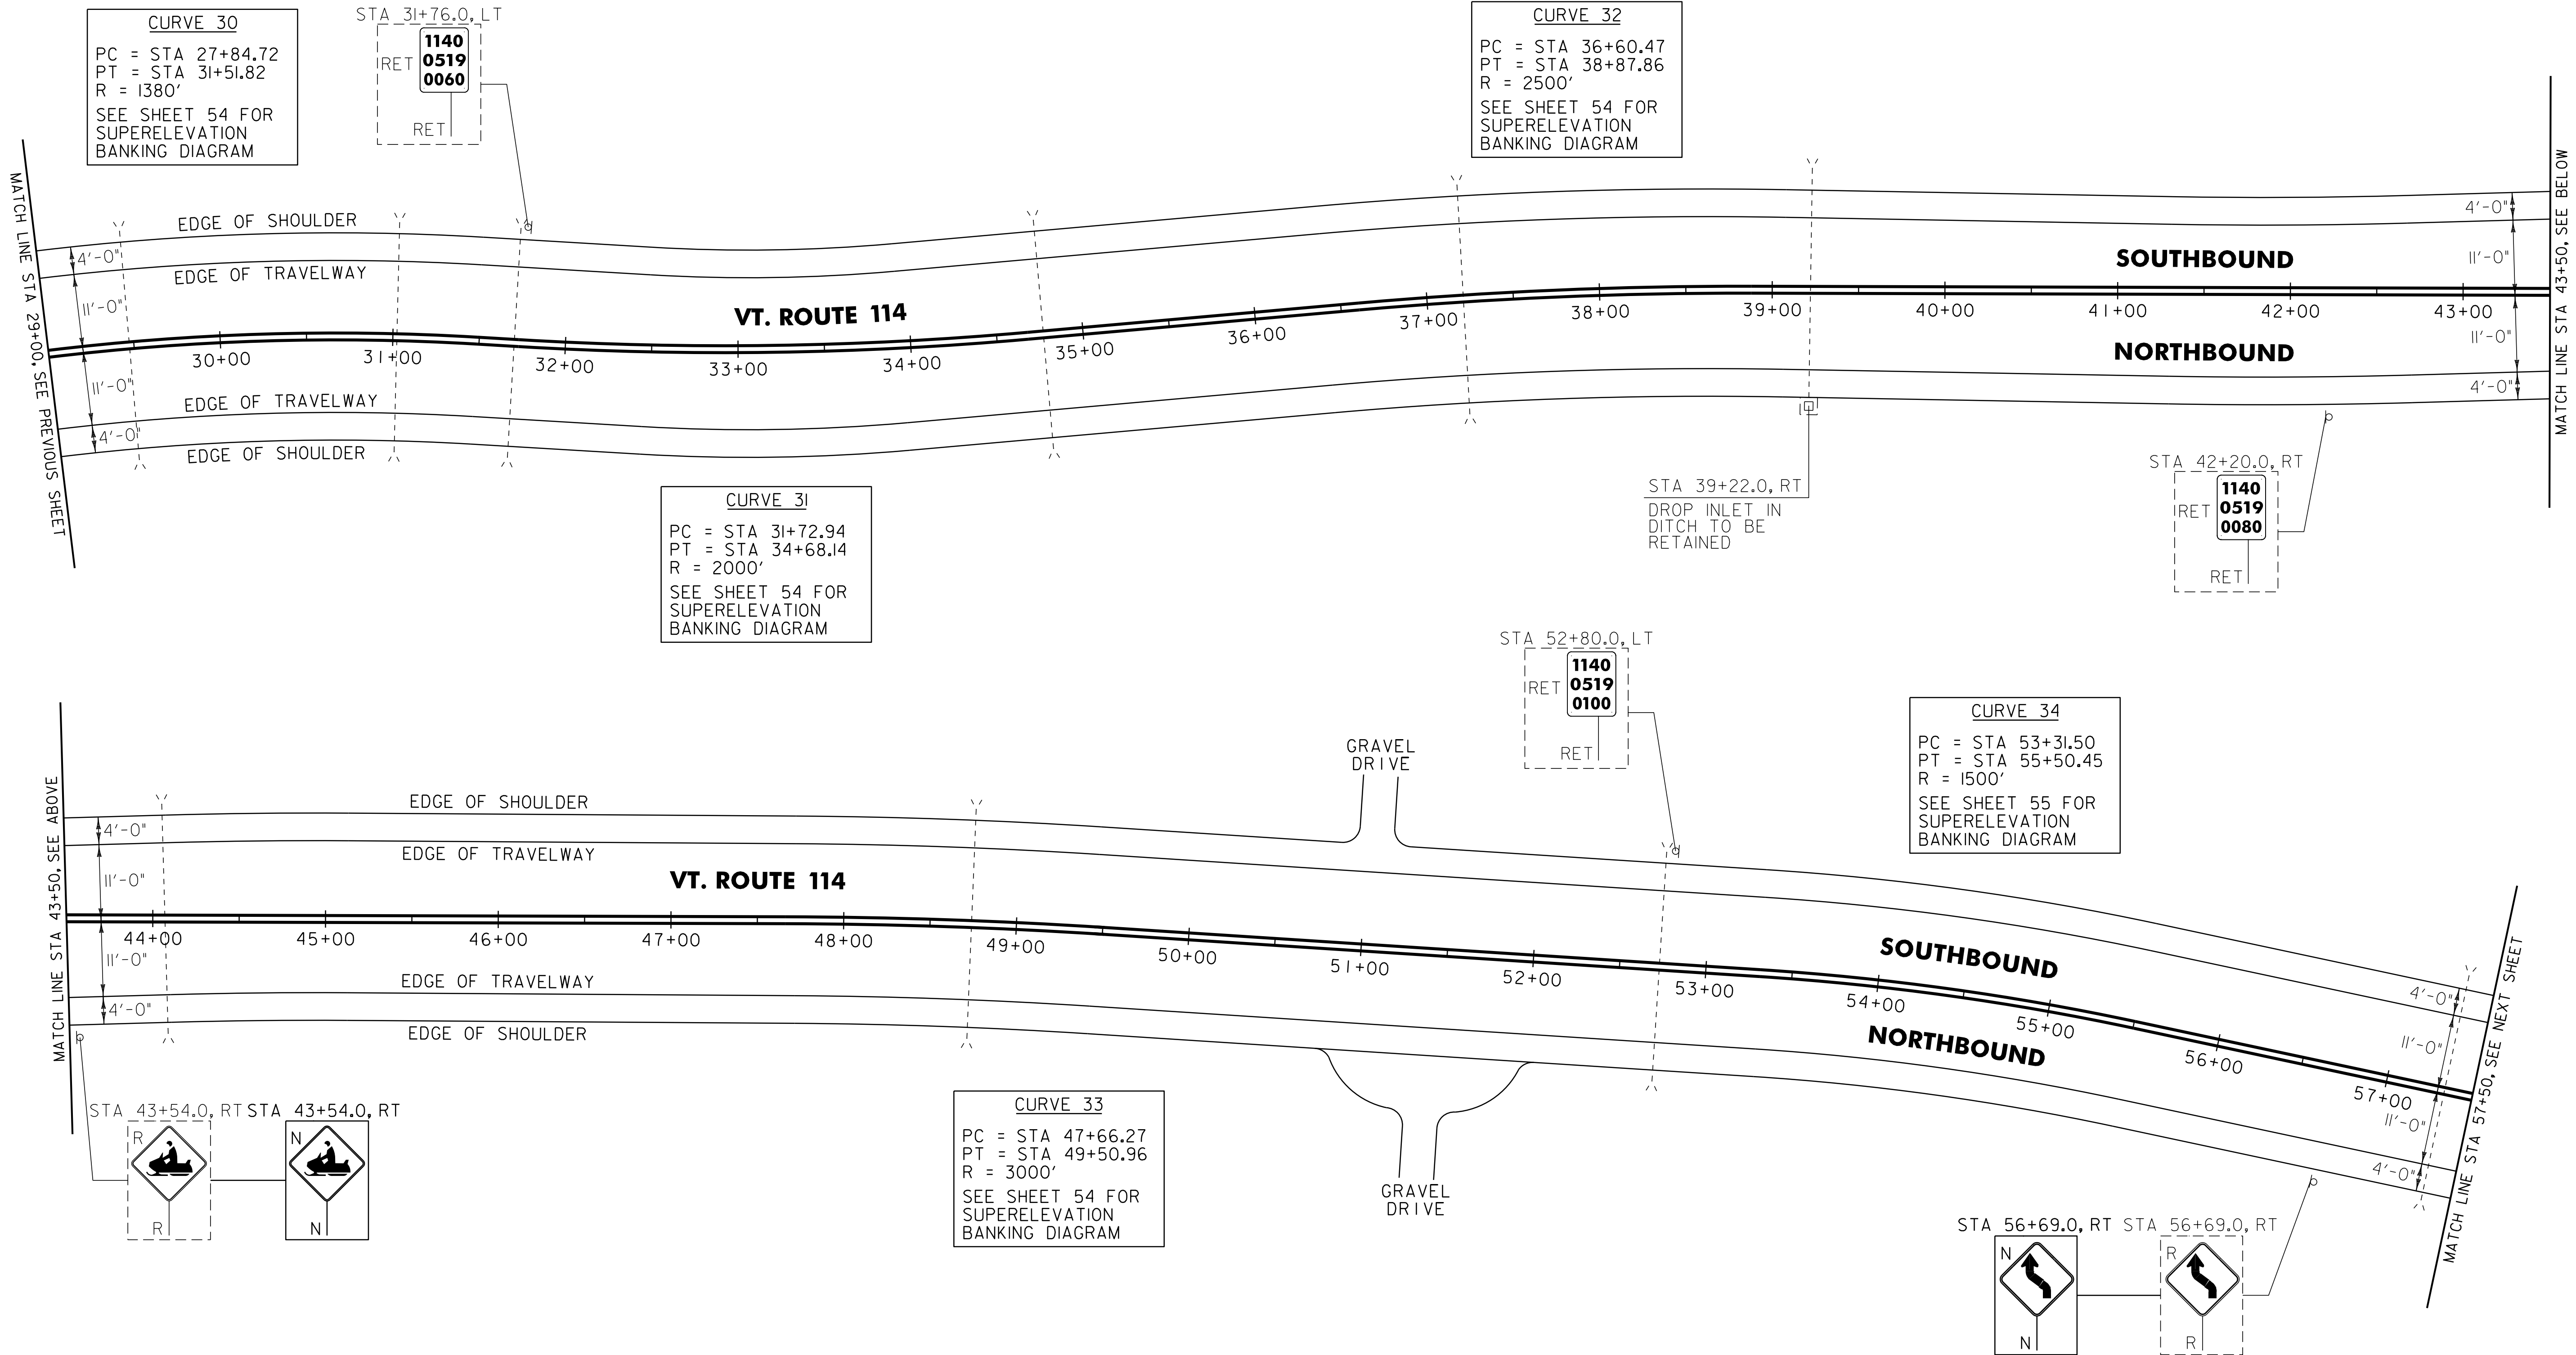 CURVE 30
PC = STA 27+84.72
PT = STA 31+51.82
R = 1380'
SEE SHEET 54 FOR
SUPERELEVATION
BANKING DIAGRAM
STA 31+76.0, LT
1140
RET 0519
0060
RET
CURVE 32
PC = STA 36+60.47
PT = STA 38+87.86
R = 2500'
SEE SHEET 54 FOR
SUPERELEVATION
BANKING DIAGRAM
MATCH LINE STA 29+00, SEE PREVIOUS SHEET
4'-0"
11'-0"
11'-0"
4'-0"
EDGE OF SHOULDER
EDGE OF TRAVELWAY
VT. ROUTE 114
SOUTHBOUND
30+00
31+00
32+00
33+00
34+00
35+00
36+00
37+00
38+00
39+00
40+00
41+00
42+00
43+00
NORTHBOUND
EDGE OF TRAVELWAY
EDGE OF SHOULDER
4'-0"
11'-0"
11'-0"
4'-0"
MATCH LINE STA 43+50, SEE BELOW
CURVE 31
PC = STA 31+72.94
PT = STA 34+68.14
R = 2000'
SEE SHEET 54 FOR
SUPERELEVATION
BANKING DIAGRAM
STA 39+22.0, RT
DROP INLET IN
DITCH TO BE
RETAINED
STA 42+20.0, RT
1140
RET 0519
0080
RET
STA 52+80.0, LT
1140
RET 0519
0100
RET
CURVE 34
PC = STA 53+31.50
PT = STA 55+50.45
R = 1500'
SEE SHEET 55 FOR
SUPERELEVATION
BANKING DIAGRAM
GRAVEL
DRIVE
MATCH LINE STA 43+50, SEE ABOVE
4'-0"
11'-0"
11'-0"
4'-0"
EDGE OF SHOULDER
EDGE OF TRAVELWAY
VT. ROUTE 114
44+00
45+00
46+00
47+00
48+00
49+00
50+00
51+00
52+00
53+00
54+00
55+00
56+00
57+00
SOUTHBOUND
NORTHBOUND
EDGE OF TRAVELWAY
EDGE OF SHOULDER
4'-0"
11'-0"
11'-0"
4'-0"
MATCH LINE STA 57+50, SEE NEXT SHEET
STA 43+54.0, RT
R
R
STA 43+54.0, RT
N
N
CURVE 33
PC = STA 47+66.27
PT = STA 49+50.96
R = 3000'
SEE SHEET 54 FOR
SUPERELEVATION
BANKING DIAGRAM
GRAVEL
DRIVE
STA 56+69.0, RT
N
N
STA 56+69.0, RT
R
R